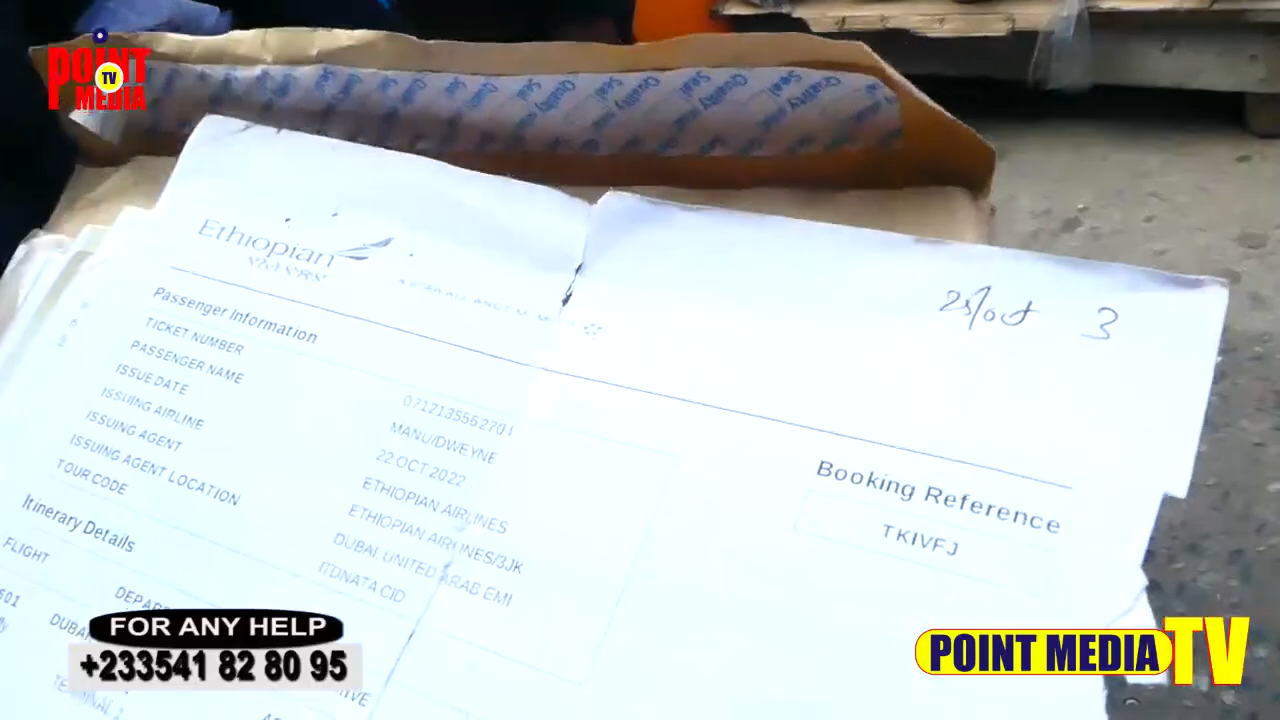 POINT
TV
MEDIA
Quality
Seal
Ethiopian
25/oct 3
Passenger Information
TICKET NUMBER
PASSENGER NAME
ISSUE DATE
ISSUING AIRLINE
ISSUING AGENT
ISSUING AGENT LOCATION
TOUR CODE
MANU/DWEYNE
22 OCT 2022
ETHIOPIAN AIRLINES
ETHIOPIAN AIRLINES/3JK
DUBAI, UNITED ARAB EMI
ITDNATA CID
Booking Reference
TKIVFJ
Itinerary Details
FLIGHT
FOR ANY HELP
+233541 82 80 95
POINT MEDIA TV